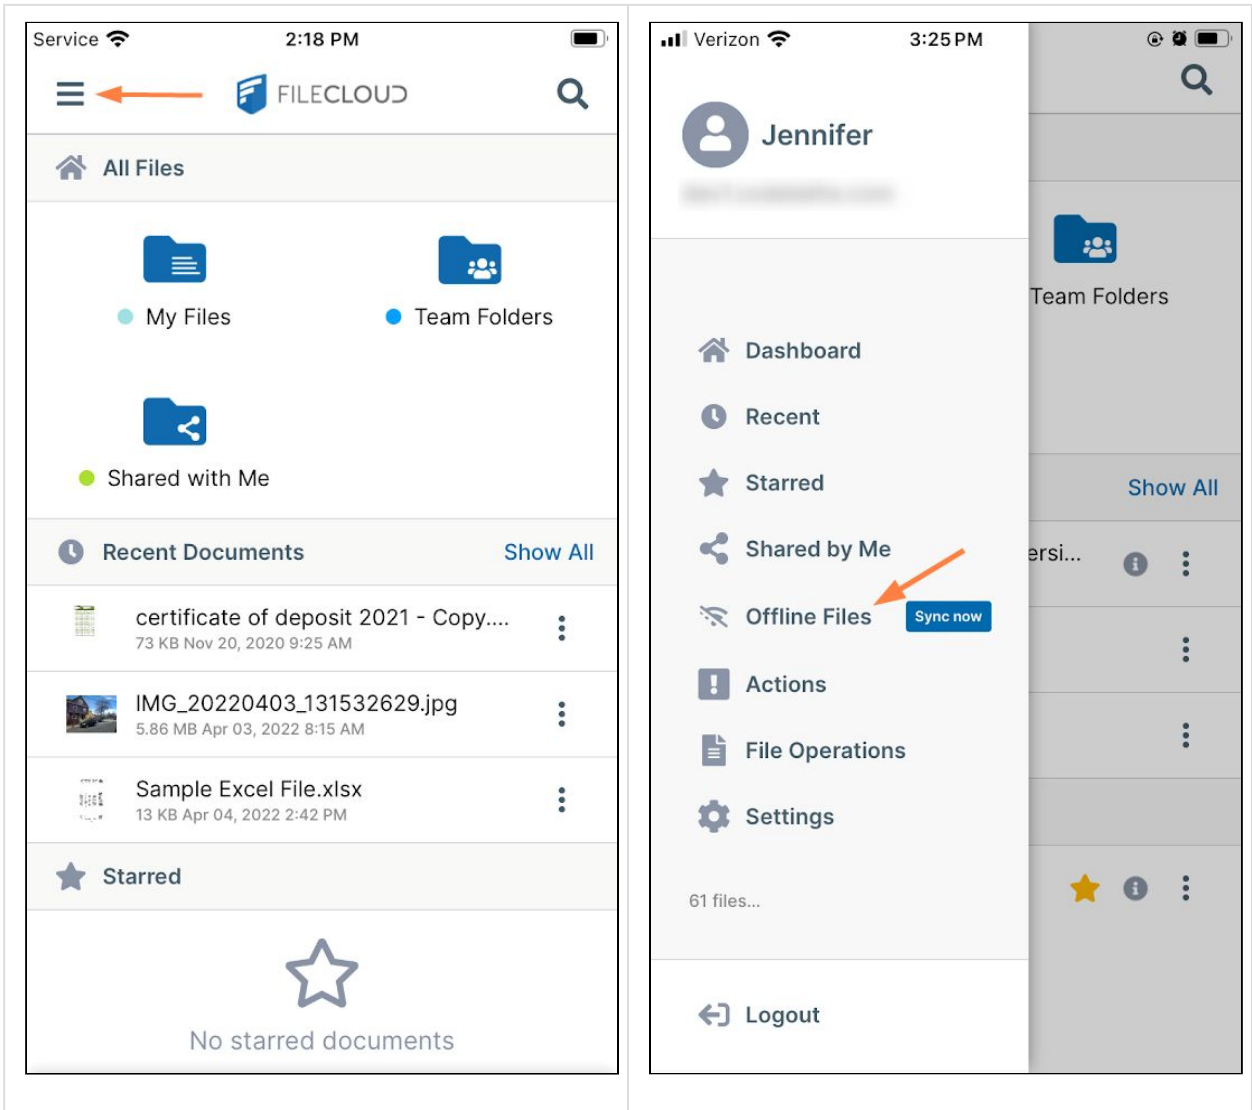 Service
2:18 PM
FILECLOUD
All Files
My Files
Team Folders
Shared with Me
Recent Documents
Show All
certificate of deposit 2021 - Copy....
73 KB Nov 20, 2020 9:25 AM
IMG_20220403_131532629.jpg
5.86 MB Apr 03, 2022 8:15 AM
Sample Excel File.xlsx
13 KB Apr 04, 2022 2:42 PM
Starred
No starred documents
Verizon
3:25 PM
Jennifer
Dashboard
Recent
Starred
Shared by Me
Offline Files
Sync now
Actions
File Operations
Settings
61 files...
Logout
Team Folders
Show All
ersi...